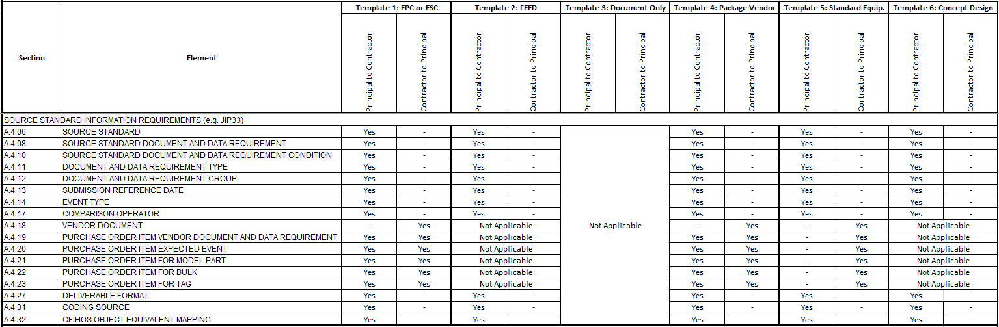 Template 1: EPC or ESC Template 2: FEED Template 3: Document Only Template 4: Package Vendor Template 5: Standard Equip. Template 6: Concept Design
Section Element Principal to Contractor Contractor to Principal Principal to Contractor Contractor to Principal Principal to Contractor Contractor to Principal Principal to Contractor Contractor to Principal Principal to Contractor Contractor to Principal Principal to Contractor Contractor to Principal
SOURCE STANDARD INFORMATION REQUIREMENTS (e.g. JIP33)
A.4.06 SOURCE STANDARD Yes - Yes - Yes - Yes - Yes -
A.4.08 SOURCE STANDARD DOCUMENT AND DATA REQUIREMENT Yes - Yes - Yes - Yes - Yes -
A.4.10 SOURCE STANDARD DOCUMENT AND DATA REQUIREMENT CONDITION Yes - Yes - Yes - Yes - Yes -
A.4.11 DOCUMENT AND DATA REQUIREMENT TYPE Yes - Yes - Yes - Yes - Yes -
A.4.12 DOCUMENT AND DATA REQUIREMENT GROUP Yes - Yes - Yes - Yes - Yes -
A.4.13 SUBMISSION REFERENCE DATE Yes - Yes - Yes - Yes - Yes -
A.4.14 EVENT TYPE Yes - Yes - Yes - Yes - Yes -
A.4.17 COMPARISON OPERATOR Yes - Yes - Yes - Yes - Yes -
A.4.18 VENDOR DOCUMENT - Yes Not Applicable Not Applicable - Yes - Yes Not Applicable
A.4.19 PURCHASE ORDER ITEM VENDOR DOCUMENT AND DATA REQUIREMENT Yes Yes Not Applicable Yes Yes - Yes Not Applicable
A.4.20 PURCHASE ORDER ITEM EXPECTED EVENT Yes Yes Not Applicable Yes Yes - Yes Not Applicable
A.4.21 PURCHASE ORDER ITEM FOR MODEL PART Yes Yes Not Applicable Yes Yes - Yes Not Applicable
A.4.22 PURCHASE ORDER ITEM FOR BULK Yes Yes Not Applicable Yes Yes - Yes Not Applicable
A.4.23 PURCHASE ORDER ITEM FOR TAG Yes Yes Not Applicable Yes Yes - Yes Not Applicable
A.4.27 DELIVERABLE FORMAT Yes - Yes - Yes - Yes - Yes -
A.4.31 CODING SOURCE Yes - Yes - Yes - Yes - Yes -
A.4.32 CFIHOS OBJECT EQUIVALENT MAPPING Yes - Yes - Yes - Yes - Yes -